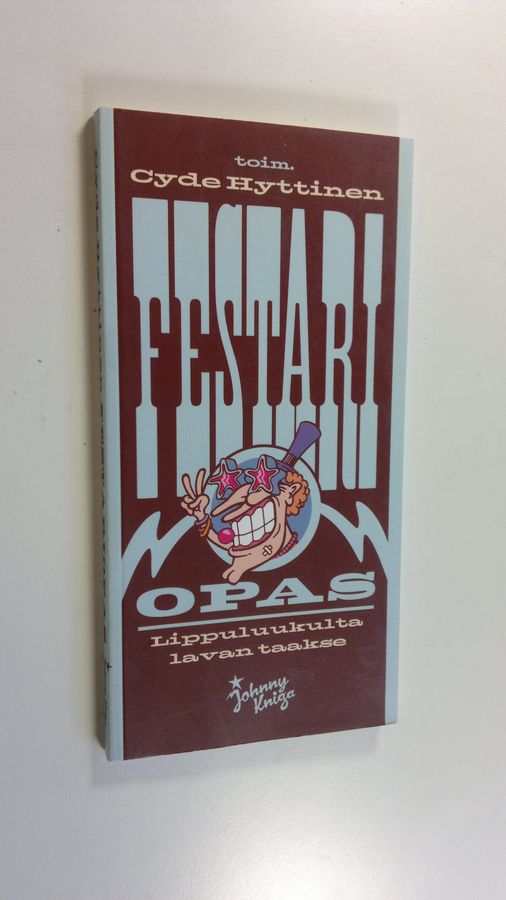 toim.
Cyde Hyttinen
FESTARI
OPAS
Lippuluukulta
lavan taakse
Johnny
Kniga